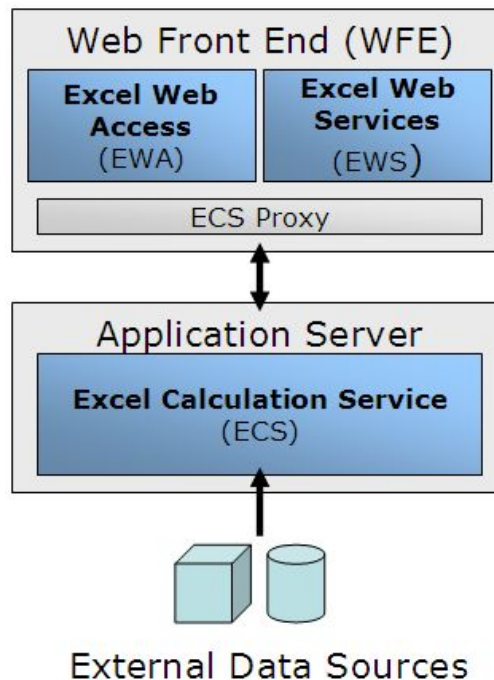 Web Front End (WFE)
Excel Web
Access
(EWA)
Excel Web
Services
(EWS)
ECS Proxy
Application Server
Excel Calculation Service
(ECS)
External Data Sources